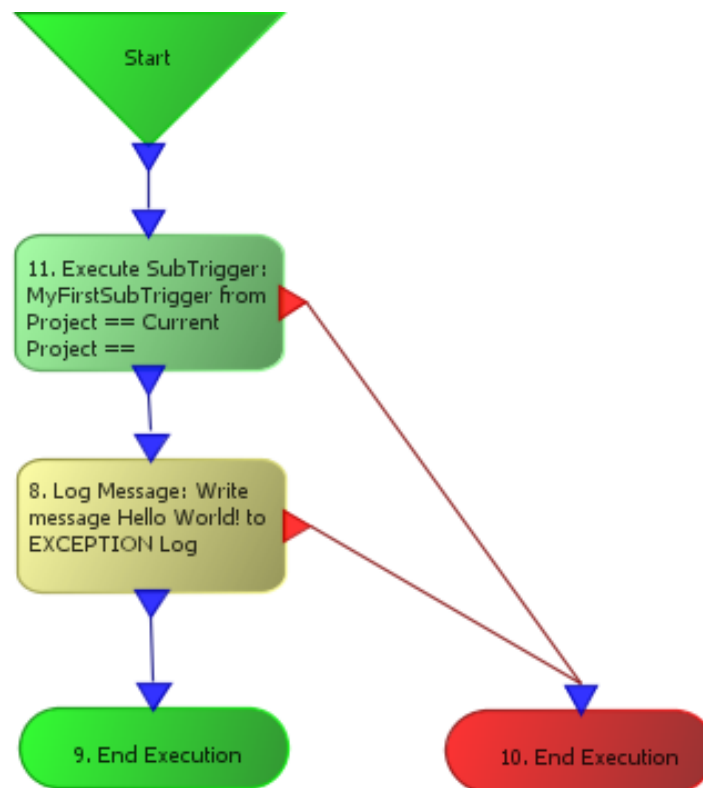 Start
11. Execute SubTrigger:
MyFirstSubTrigger from
Project == Current
Project ==
8. Log Message: Write
message Hello World! to
EXCEPTION Log
9. End Execution
10. End Execution